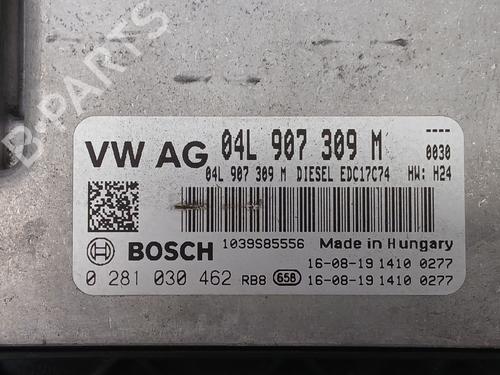 B-PARTS
VW AG 04L 907 309 M ----
04L 907 309 M DIESEL EDC17C74 0030
HW: H24
BOSCH 1039S85556 Made in Hungary
0 281 030 462 RB8 658 16-08-19 1410 0277
16-08-19 1410 0277